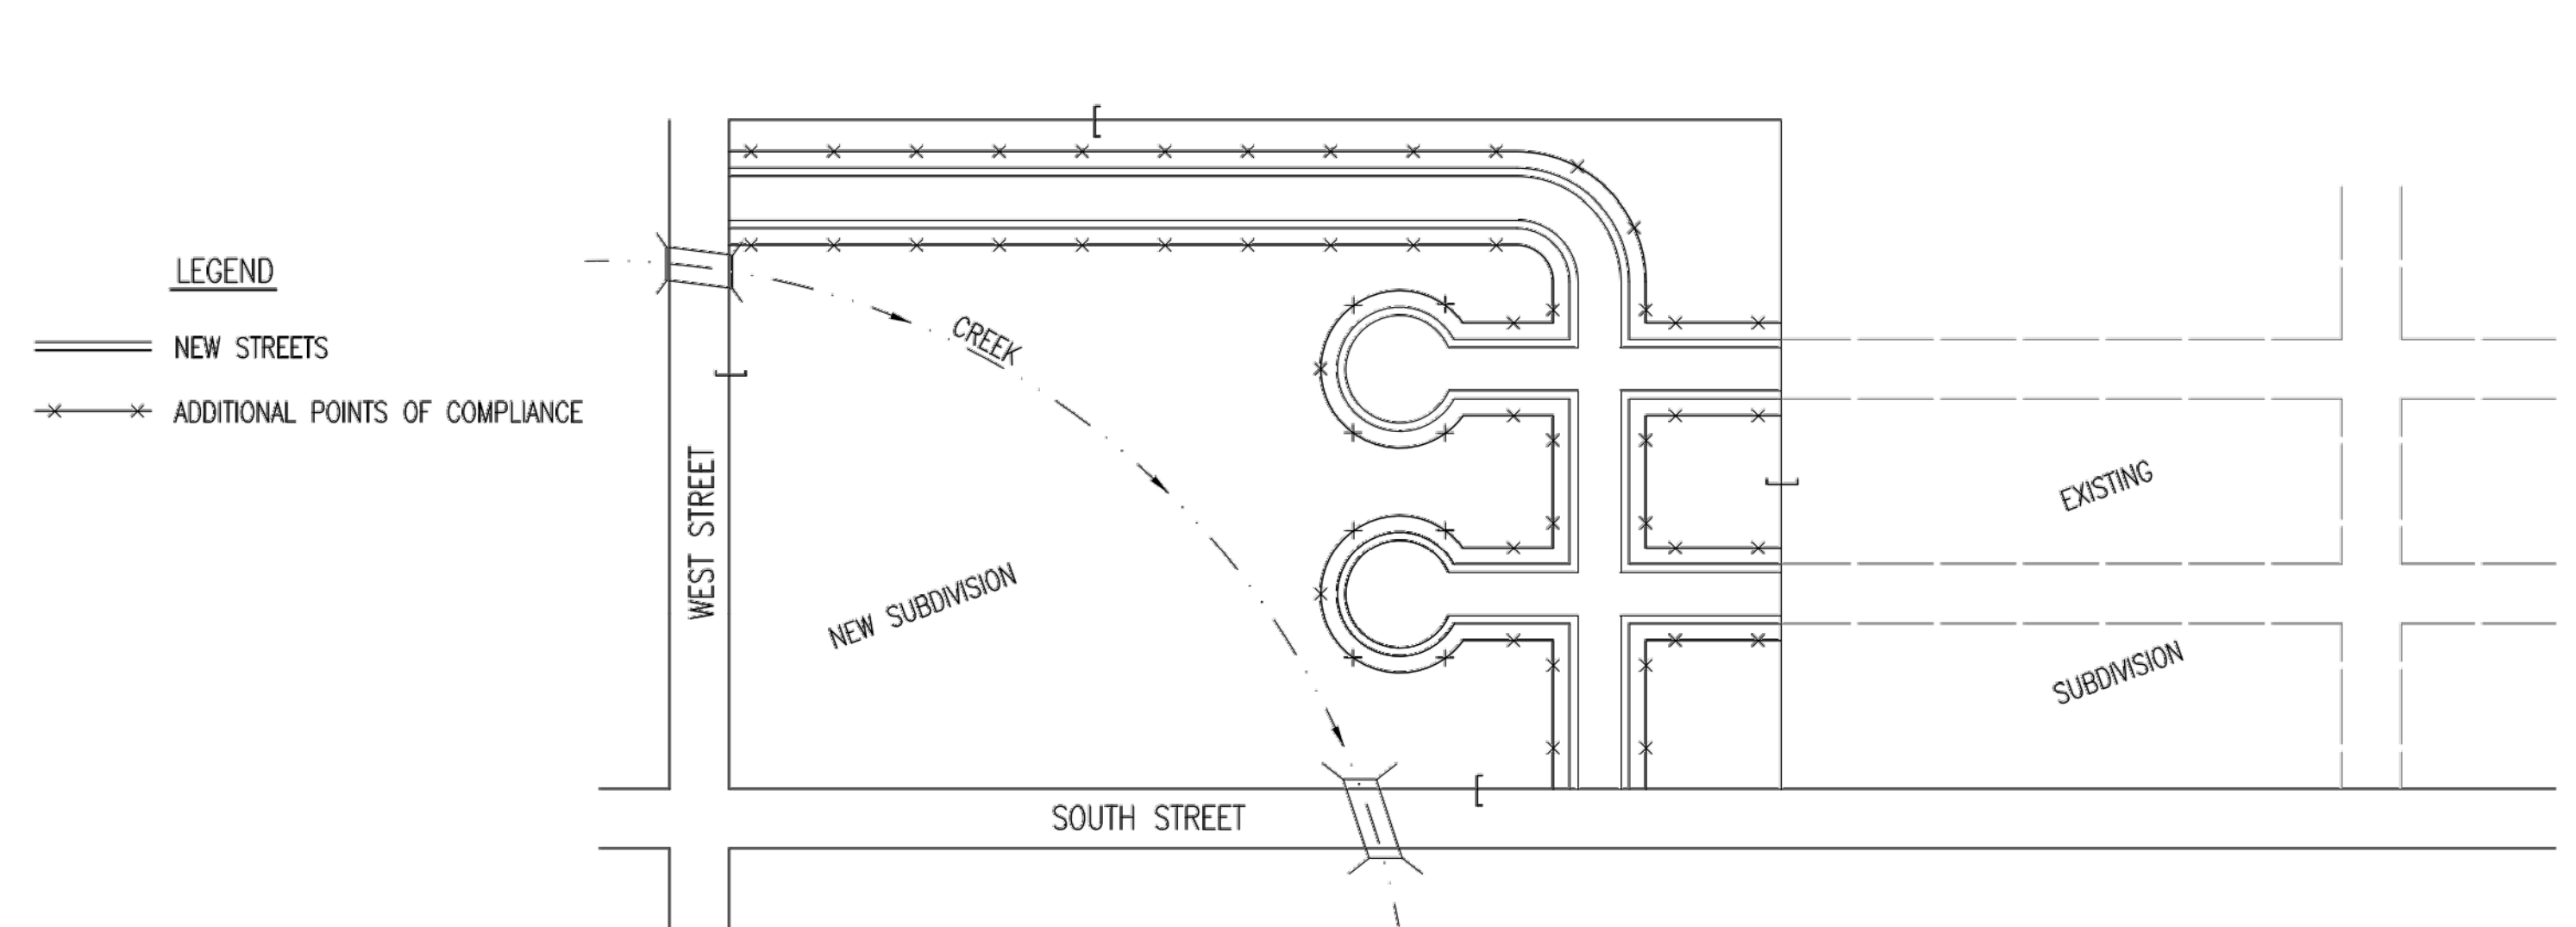 LEGEND
NEW STREETS
ADDITIONAL POINTS OF COMPLIANCE
CREEK
WEST STREET
NEW SUBDIVISION
SOUTH STREET
EXISTING
SUBDIVISION